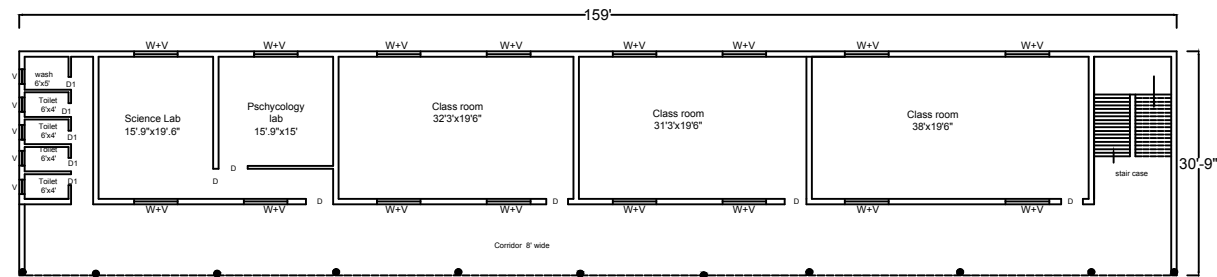 159'
W+V W+V W+V W+V W+V W+V W+V W+V
V
wash
6'x5'
D1
V
Toilet
6'x4'
D1
V
Toilet
6'x4'
D1
V
Toilet
6'x4'
D1
V
Toilet
6'x4'
D1
Science Lab
15'.9"x19'.6"
Pschycology
lab
15'.9"x15'
D
D
Class room
32'3'x19'6"
Class room
31'3'x19'6"
Class room
38'x19'6"
stair case
30'-9"
W+V W+V D W+V W+V D W+V W+V D W+V W+V D
Corridor 8' wide